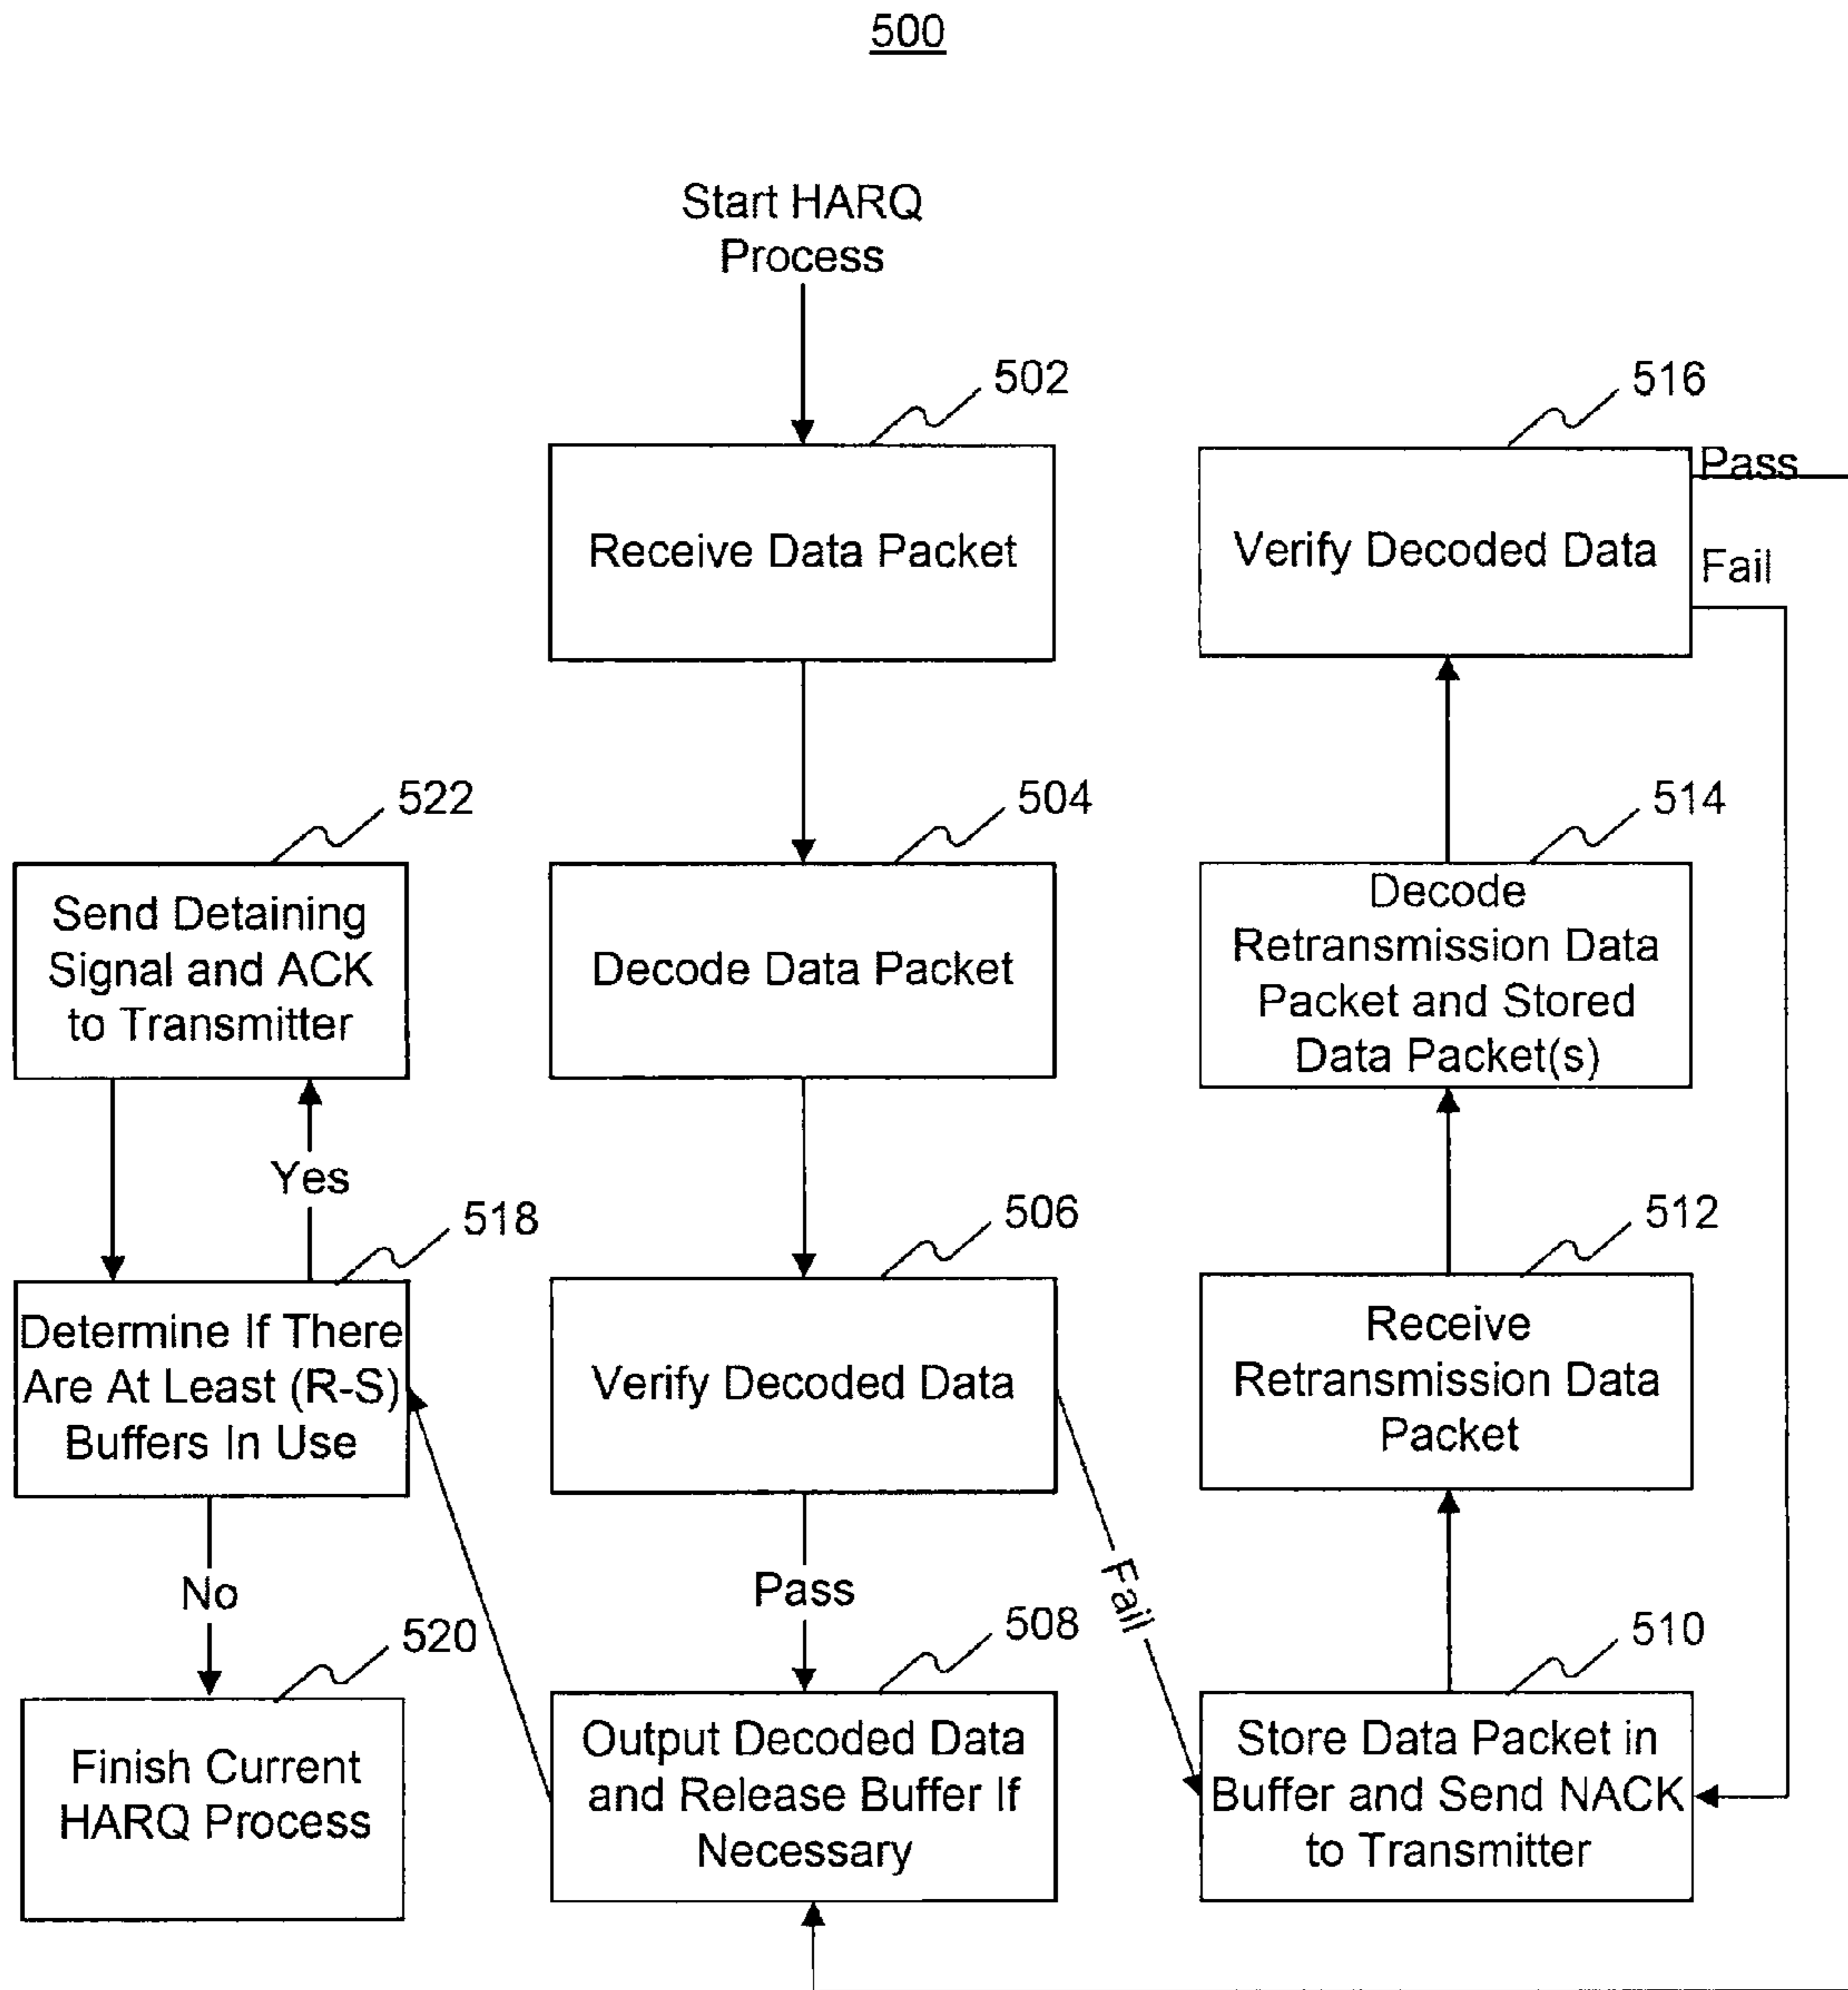 500
Start HARQ
Process
502
Receive Data Packet
516
Pass
Verify Decoded Data
Fail
522
Send Detaining
Signal and ACK
to Transmitter
504
Decode Data Packet
514
Decode
Retransmission Data
Packet and Stored
Data Packet(s)
Yes
518
Determine If There
Are At Least (R-S)
Buffers In Use
506
Verify Decoded Data
512
Receive
Retransmission Data
Packet
No
Pass
Fail
520
Finish Current
HARQ Process
508
Output Decoded Data
and Release Buffer If
Necessary
510
Store Data Packet in
Buffer and Send NACK
to Transmitter